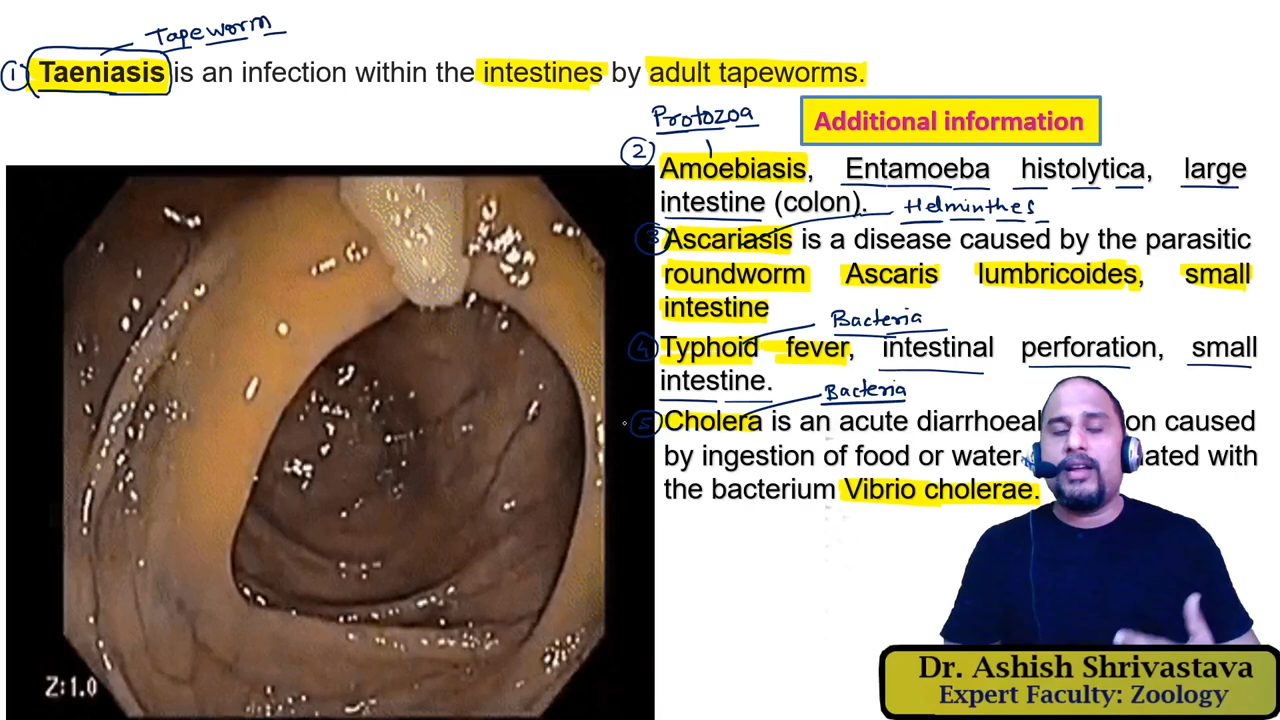 Tapeworm
1 Taeniasis is an infection within the intestines by adult tapeworms.
Protozoa
Additional information
2 Amoebiasis, Entamoeba histolytica, large
intestine (colon). Helminthes
3 Ascariasis is a disease caused by the parasitic
roundworm Ascaris lumbricoides, small
intestine
Bacteria
4 Typhoid fever, intestinal perforation, small
intestine. Bacteria
5 Cholera is an acute diarrhoeal caused
by ingestion of food or water with
the bacterium Vibrio cholerae.
Z:1.0
Dr. Ashish Shrivastava
Expert Faculty: Zoology